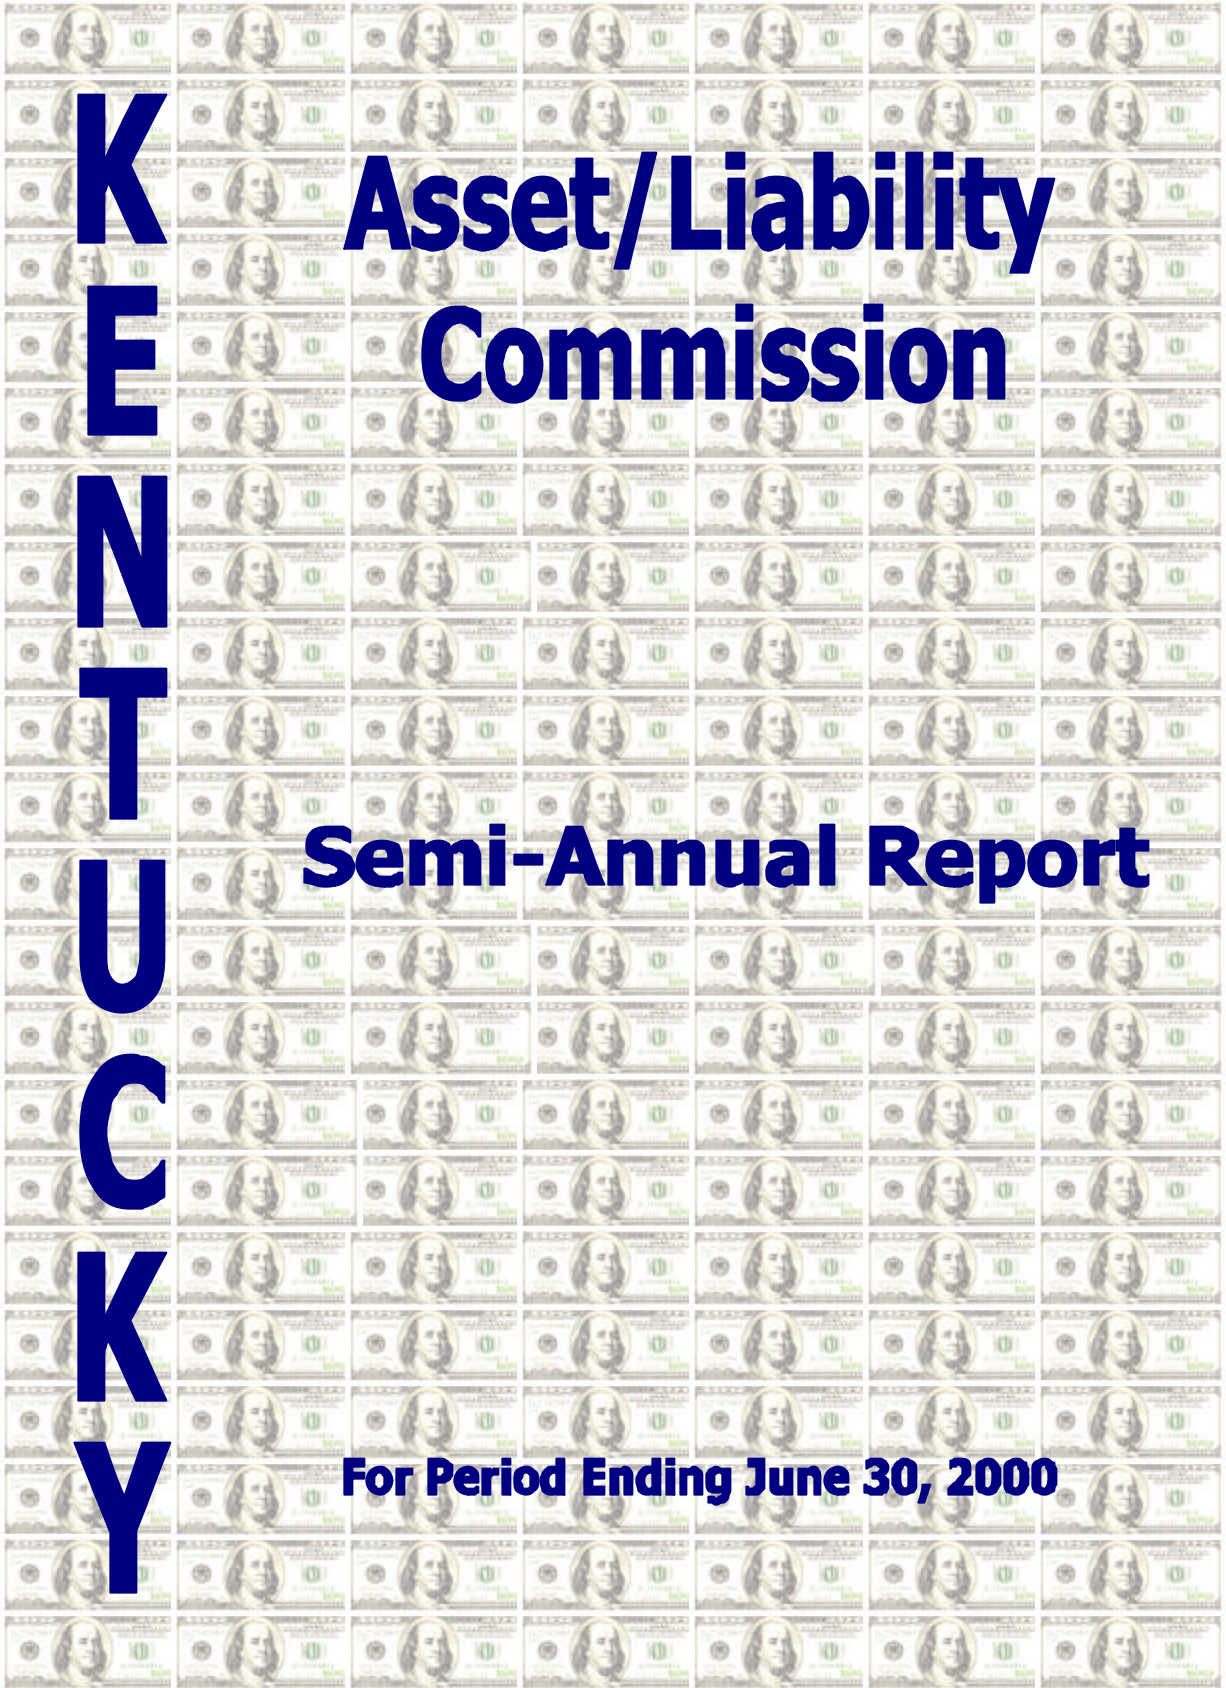 KENTUCKY
Asset/Liability
Commission
Semi-Annual Report
For Period Ending June 30, 2000